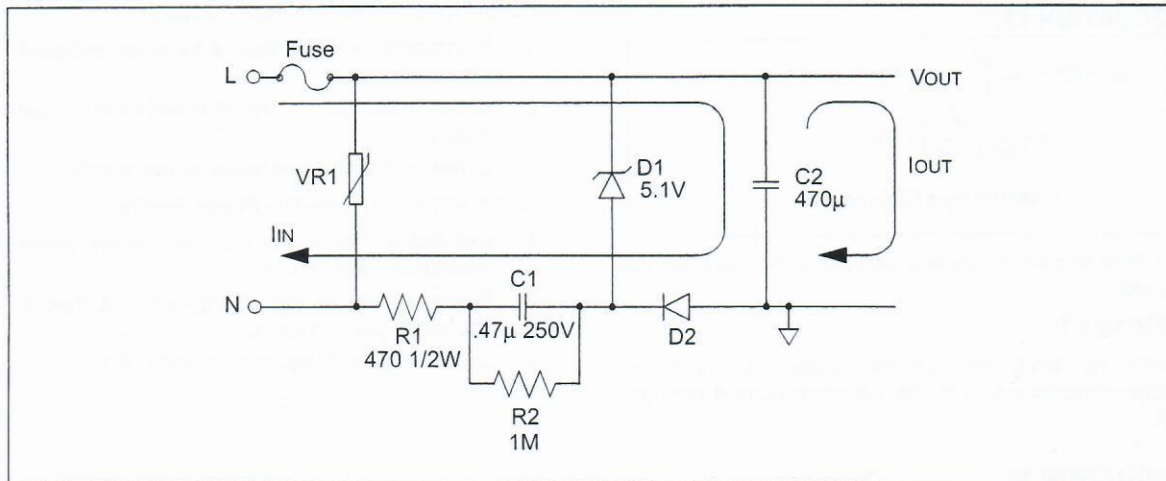 Fuse
L
VOUT
VR1
D1
5.1V
C2
470µ
IOUT
IIN
C1
.47µ 250V
N
R1
470 1/2W
D2
R2
1M